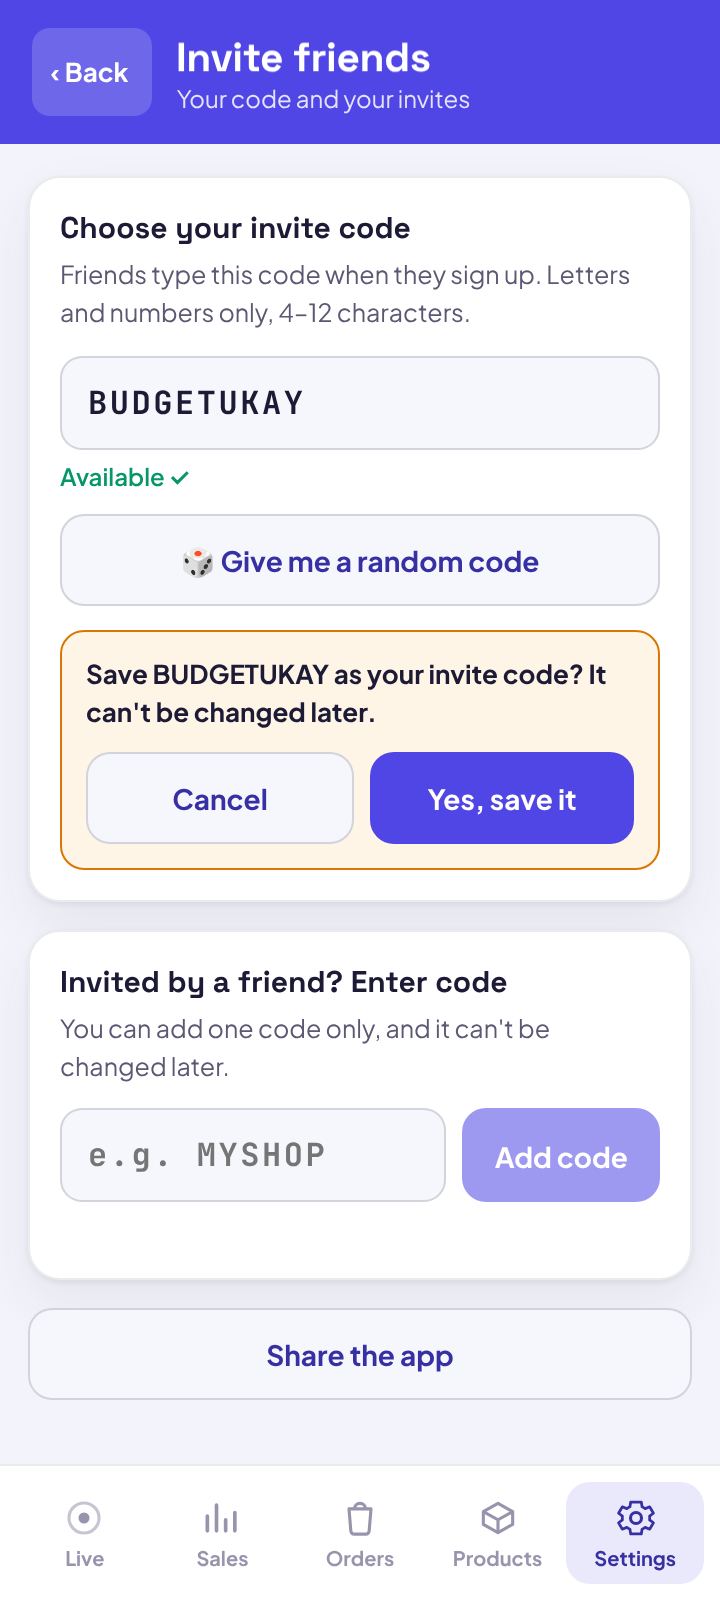 ‹ Back
Invite friends
Your code and your invites
Choose your invite code
Friends type this code when they sign up. Letters
and numbers only, 4–12 characters.
BUDGETUKAY
Available ✓
🎲 Give me a random code
Save BUDGETUKAY as your invite code? It
can't be changed later.
Cancel
Yes, save it
Invited by a friend? Enter code
You can add one code only, and it can't be
changed later.
e.g. MYSHOP
Add code
Share the app
Live
Sales
Orders
Products
Settings